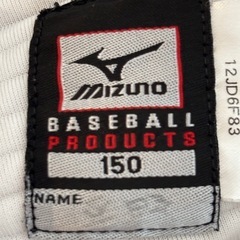 MIZUNO
BASEBALL
PRODUCTS
150
NAME
12JD6F83